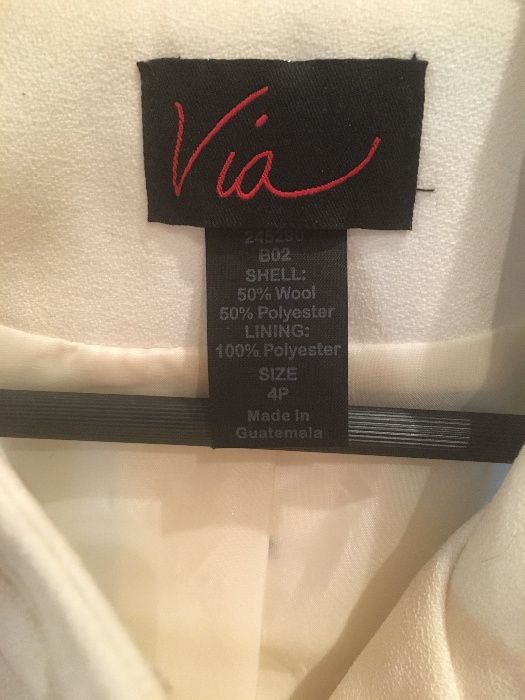 Via
B02
SHELL:
50% Wool
50% Polyester
LINING:
100% Polyester
SIZE
4P
Made in
Guatemala